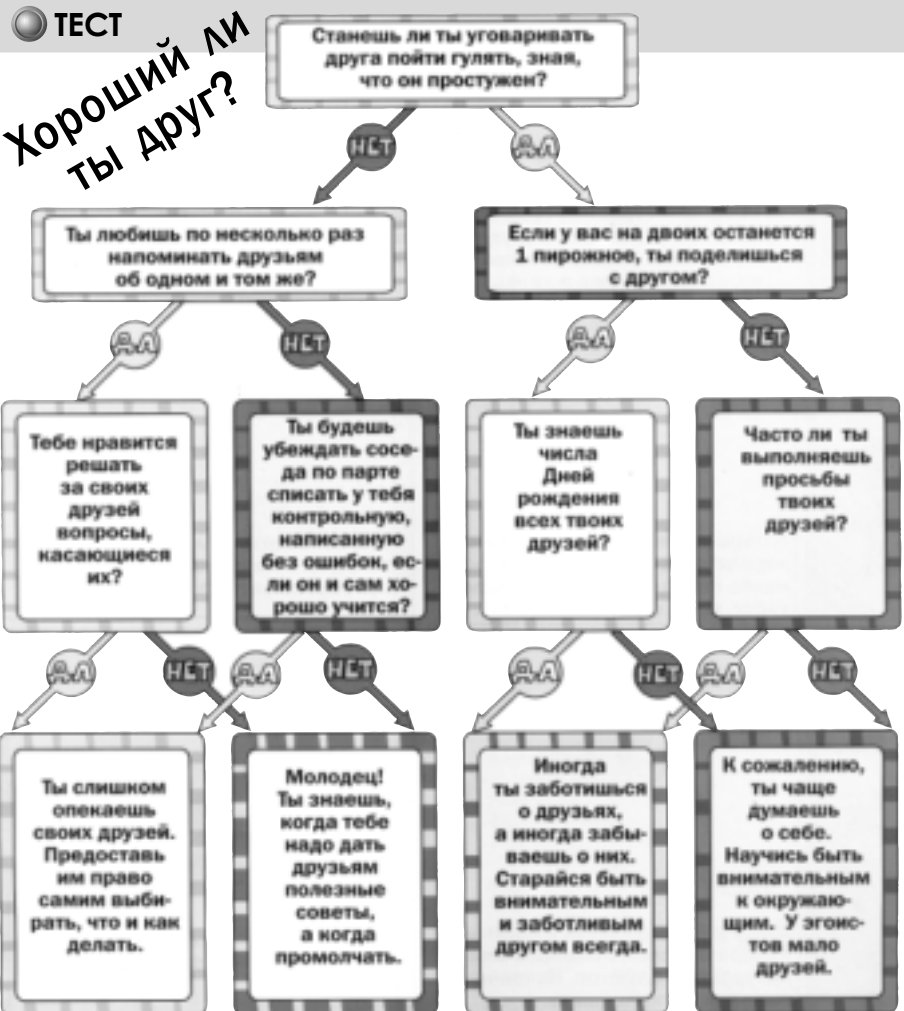 ТЕСТ
Хороший ли
ты друг?
Станешь ли ты уговаривать
друга пойти гулять, зная,
что он простужен?
НЕТ
ДА
Ты любишь по несколько раз
напоминать друзьям
об одном и том же?
Если у вас на двоих останется
1 пирожное, ты поделишься
с другом?
ДА
НЕТ
ДА
НЕТ
Тебе нравится
решать
за своих
друзей
вопросы,
касающиеся
их?
Ты будешь
убеждать сосе-
да по парте
списать у тебя
контрольную,
написанную
без ошибок, ес-
ли он и сам хо-
рошо учится?
Ты знаешь
числа
Дней
рождения
всех твоих
друзей?
Часто ли ты
выполняешь
просьбы
твоих
друзей?
ДА
НЕТ
ДА
НЕТ
ДА
НЕТ
ДА
НЕТ
Ты слишком
опекаешь
своих друзей.
Предоставь
им право
самим выби-
рать, что и как
делать.
Молодец!
Ты знаешь,
когда тебе
надо дать
друзьям
полезные
советы,
а когда
промолчать.
Иногда
ты заботишься
о друзьях,
а иногда забы-
ваешь о них.
Старайся быть
внимательным
и заботливым
другом всегда.
К сожалению,
ты чаще
думаешь
о себе.
Научись быть
внимательным
к окружаю-
щим. У эгоис-
тов мало
друзей.